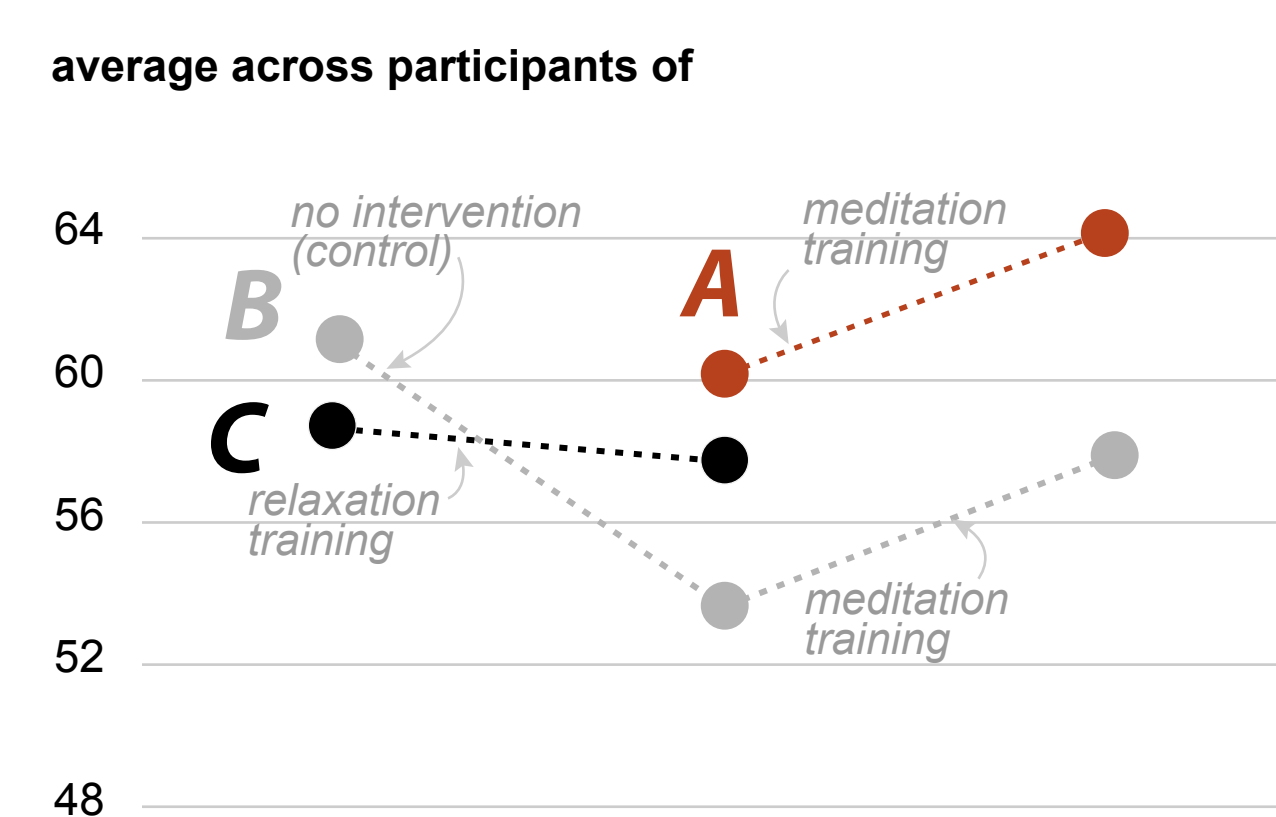 average across participants of
64
no intervention
(control)
meditation
training
B
A
60
C
relaxation
training
56
meditation
training
52
48